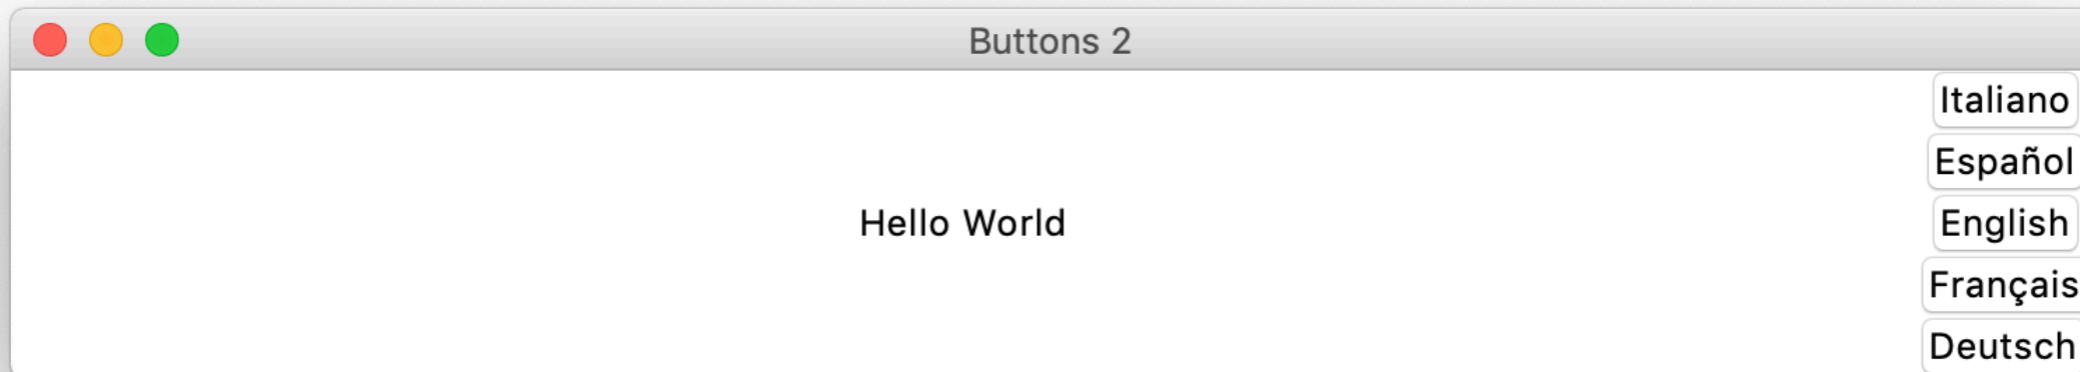 Buttons 2
Italiano
Español
Hello World
English
Français
Deutsch